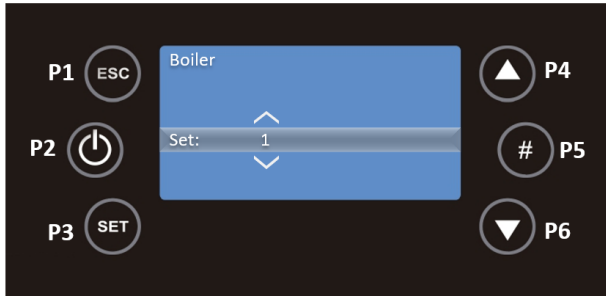 P1 ESC
Boiler
P4
P2
Set: 1
# P5
P3 SET
P6